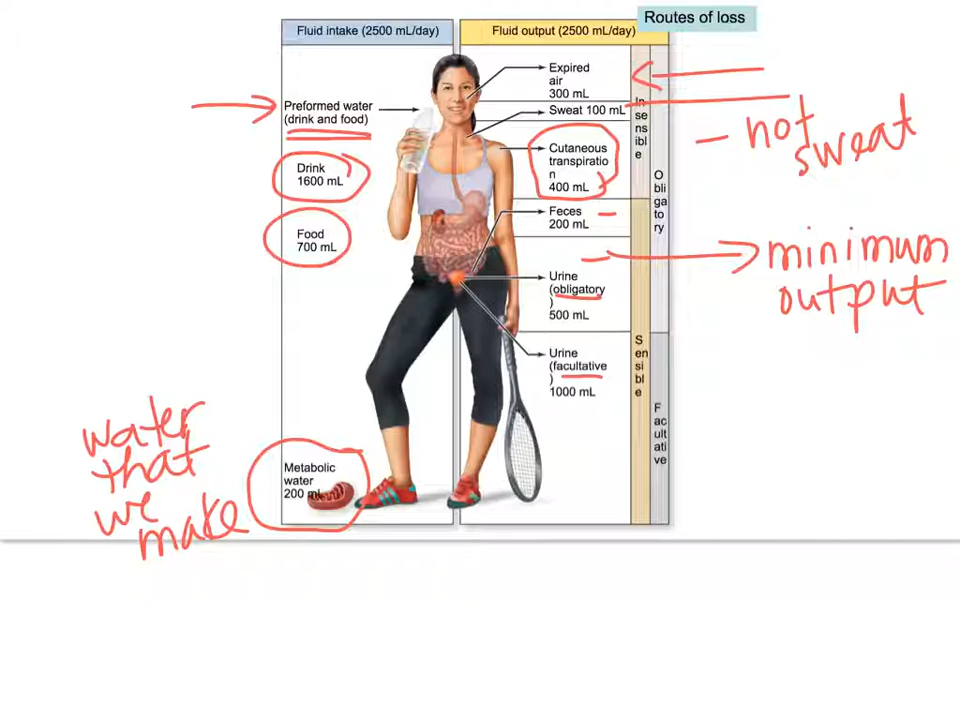 Routes of loss
Fluid intake (2500 mL/day)
Fluid output (2500 mL/day)
Preformed water
(drink and food)
Drink
1600 mL
Food
700 mL
Metabolic
water
200 mL
Expired
air
300 mL
Sweat 100 mL
Cutaneous
transpiratio
n
400 mL
Feces
200 mL
Urine
(obligatory
)
500 mL
Urine
(facultative
)
1000 mL
In
se
ns
ib
le
S
en
si
bl
e
O
bli
ga
to
ry
F
ac
ult
ati
ve
- not
sweat
minimum
output
water
that
we
make